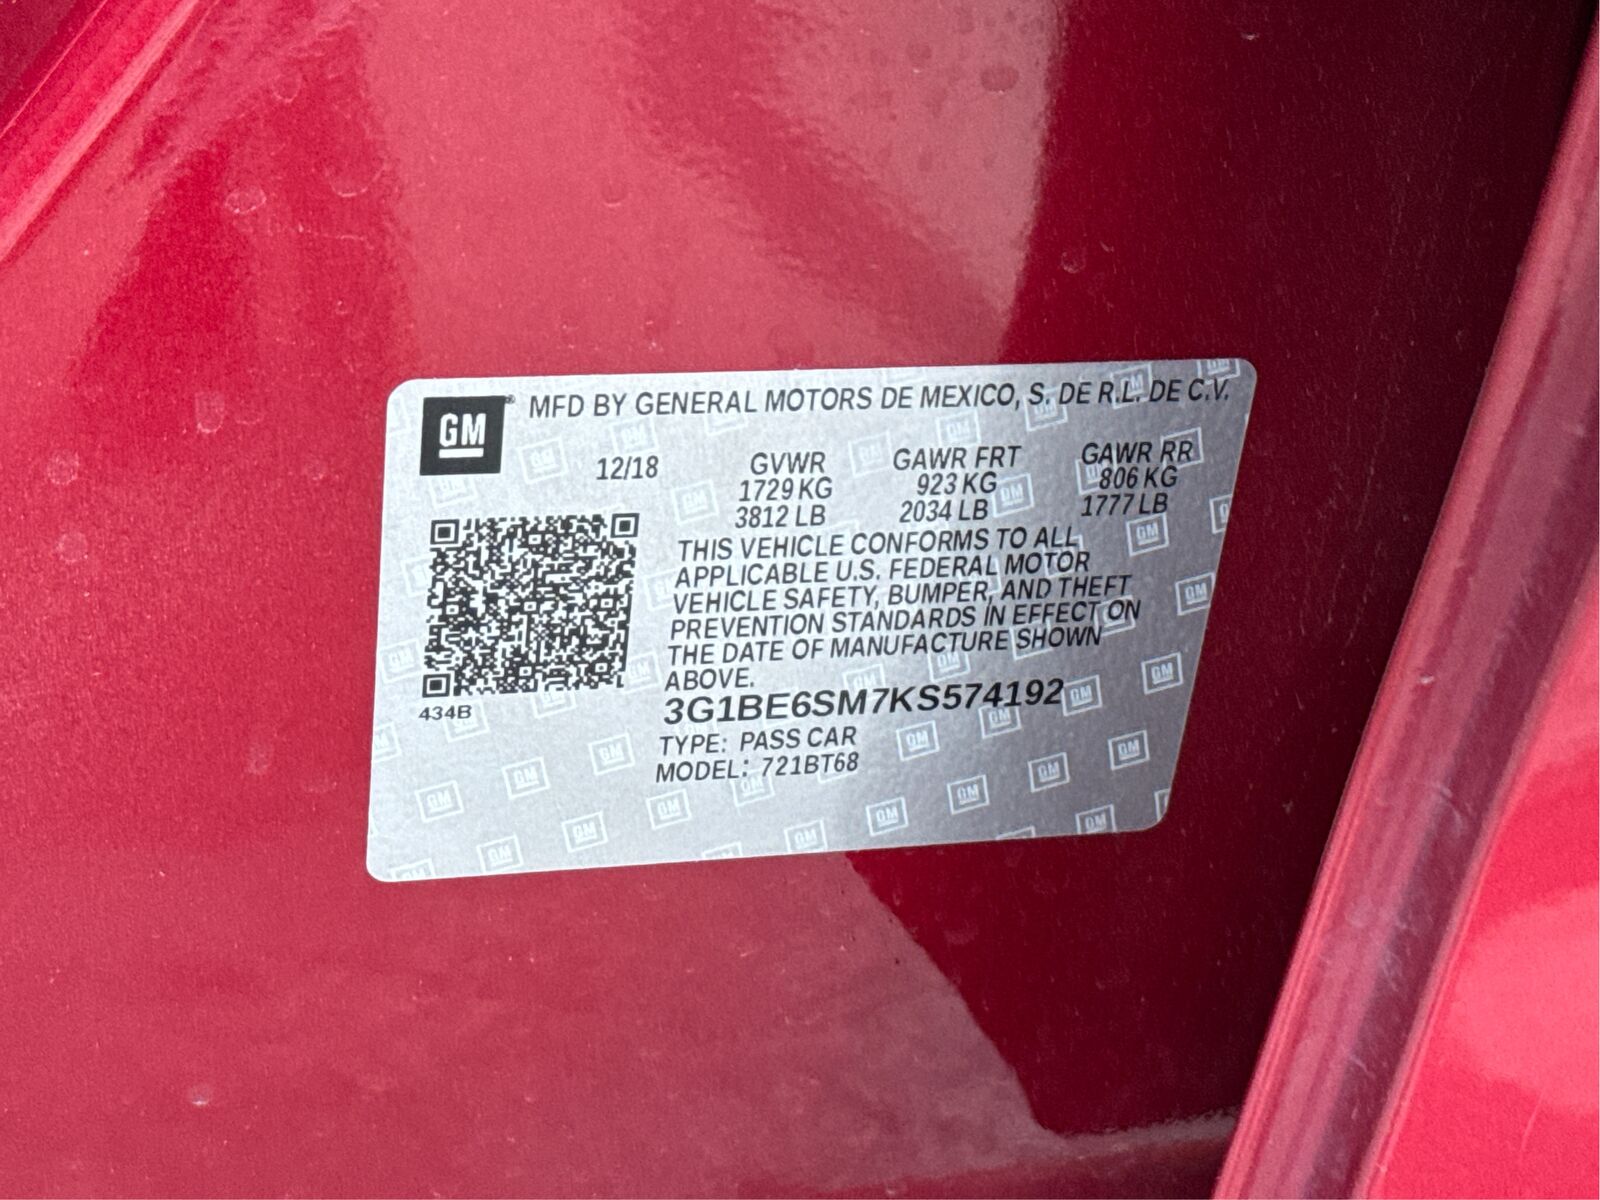 GM® MFD BY GENERAL MOTORS DE MEXICO, S. DE R.L. DE C.V.
12/18 GVWR GAWR FRT GAWR RR
1729 KG 923 KG 806 KG
3812 LB 2034 LB 1777 LB
THIS VEHICLE CONFORMS TO ALL
APPLICABLE U.S. FEDERAL MOTOR
VEHICLE SAFETY, BUMPER, AND THEFT
PREVENTION STANDARDS IN EFFECT ON
THE DATE OF MANUFACTURE SHOWN
ABOVE.
434B
3G1BE6SM7KS574192
TYPE: PASS CAR
MODEL: 721BT68